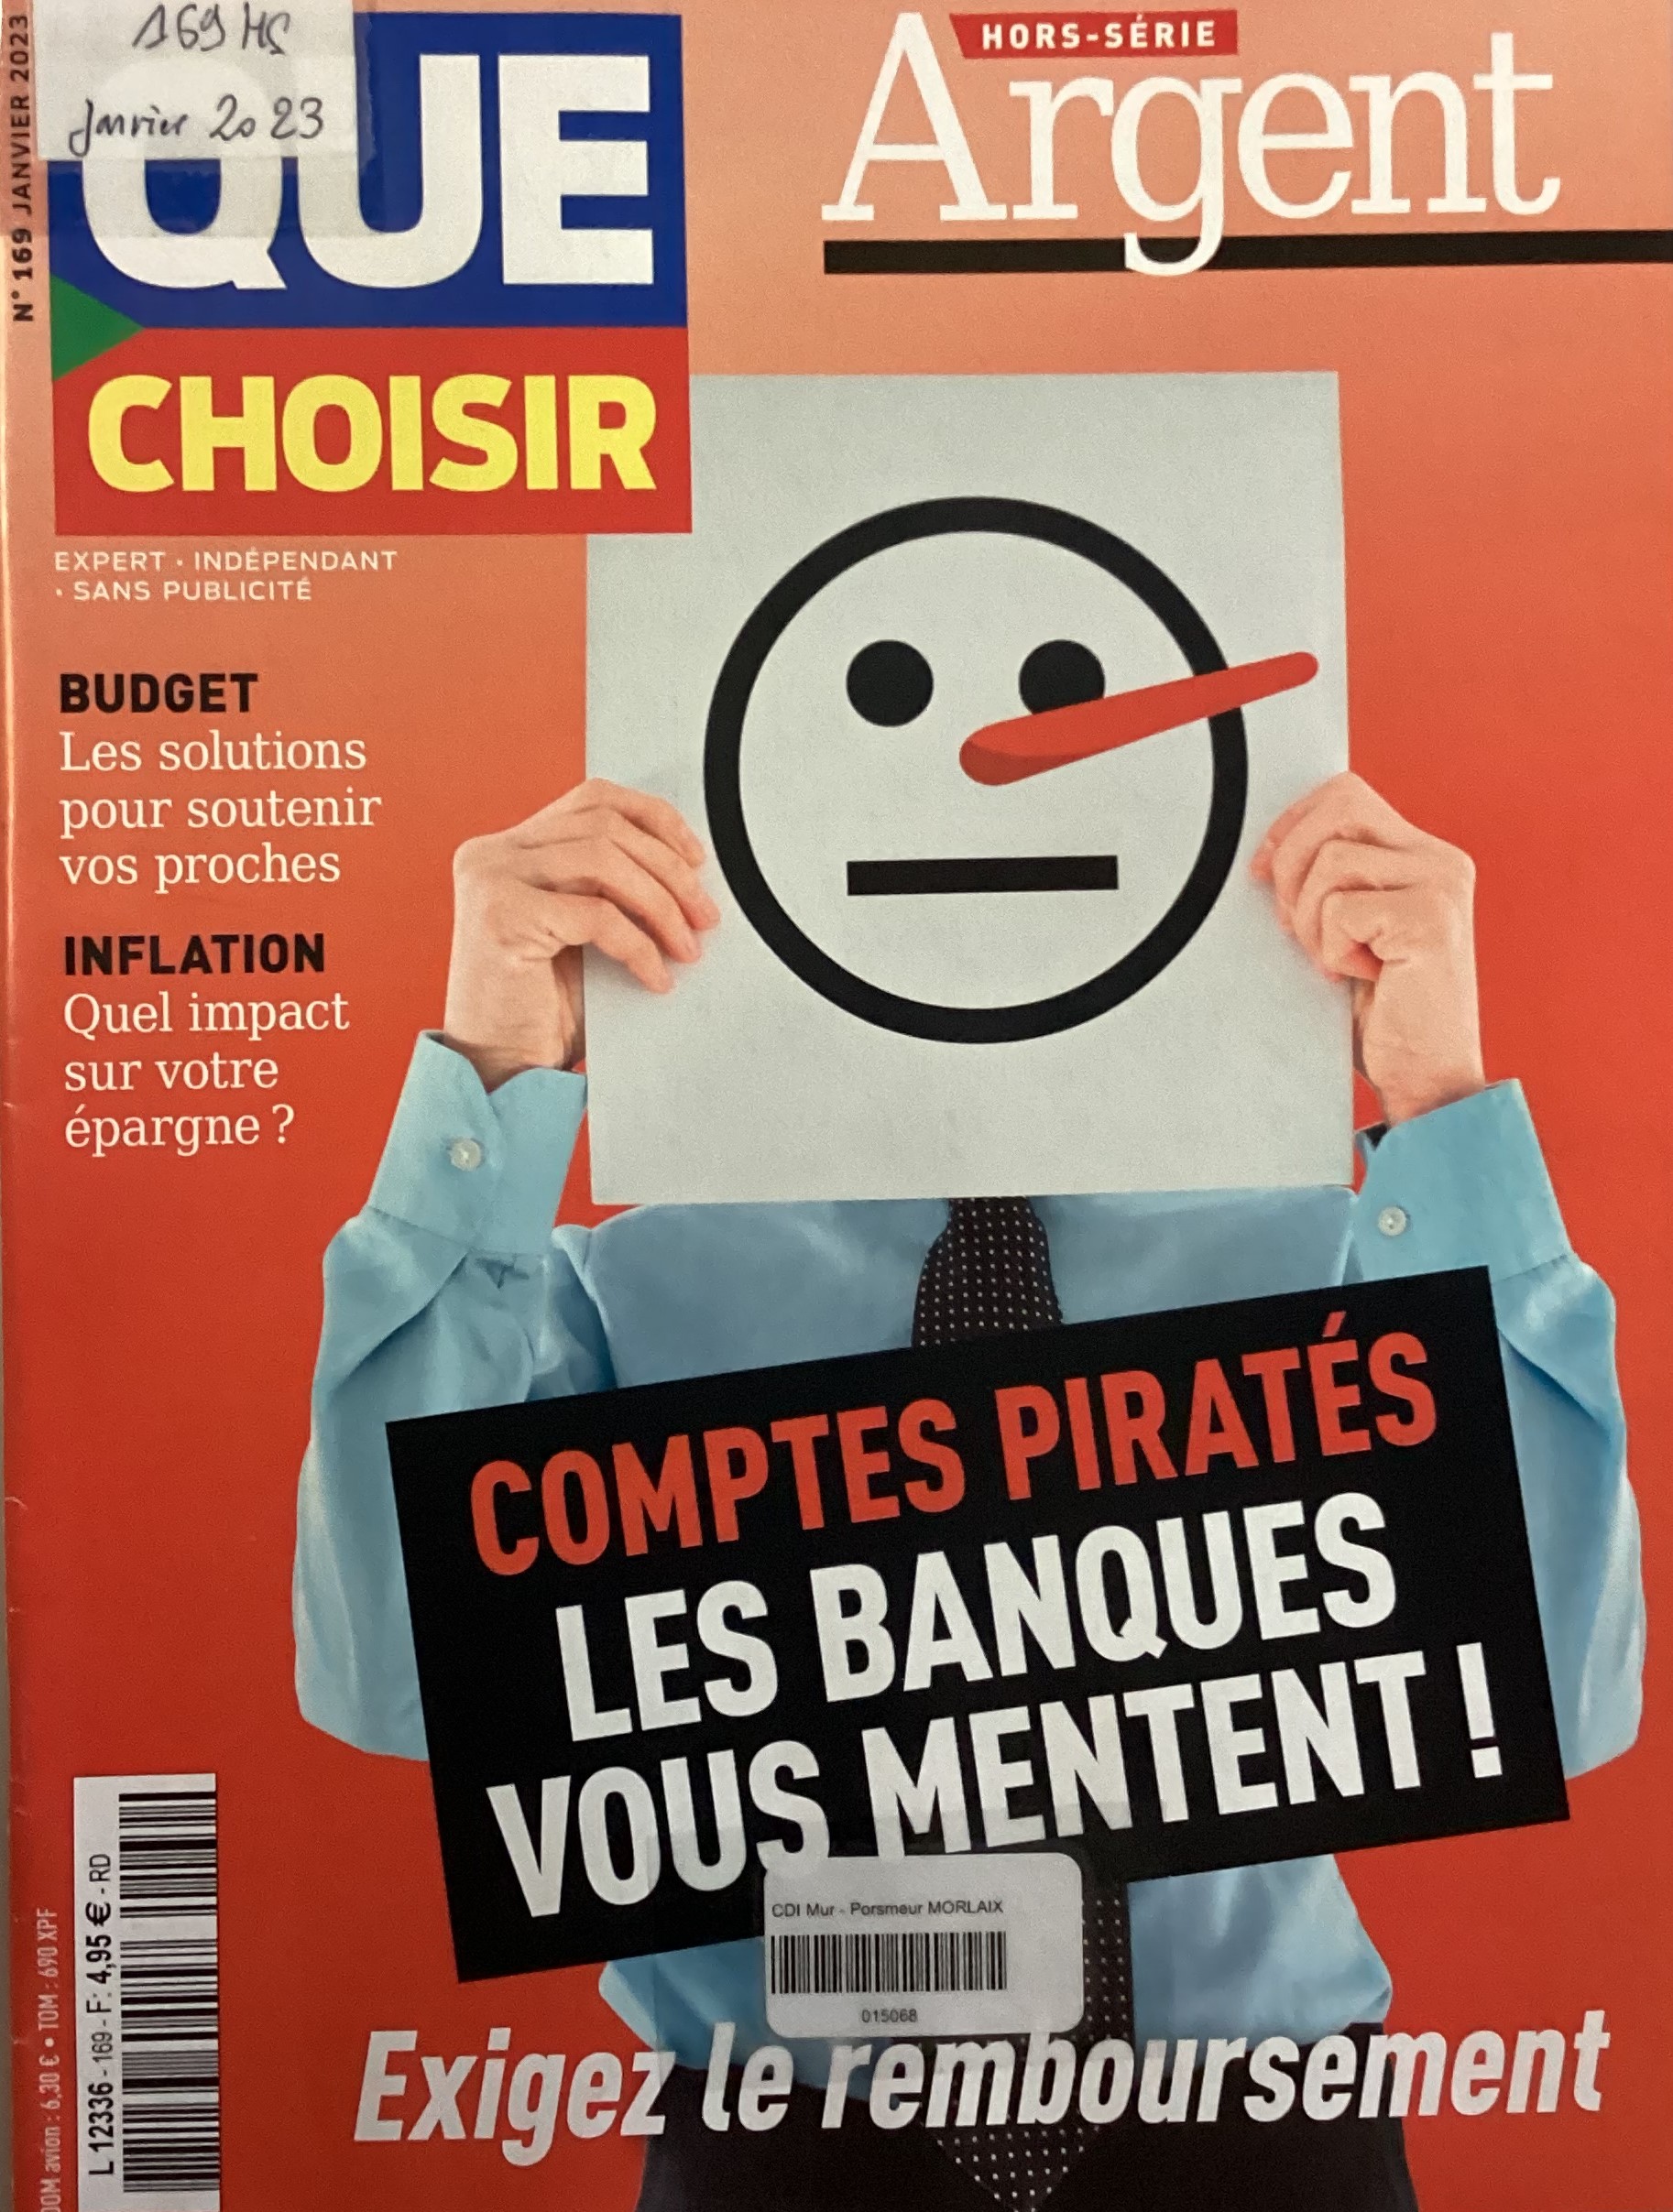 169 HS
Janvier 2023
N° 169 JANVIER 2023
QUE
CHOISIR
HORS-SÉRIE
Argent
EXPERT • INDÉPENDANT
• SANS PUBLICITÉ
BUDGET
Les solutions
pour soutenir
vos proches
INFLATION
Quel impact
sur votre
épargne ?
COMPTES PIRATÉS
LES BANQUES
VOUS MENTENT !
CDI Mur - Porsmeur MORLAIX
015068
Exigez le remboursement
L 12336 - 169 - F: 4,95 € - RD
DOM avion : 6,30 € • TOM : 690 XPF